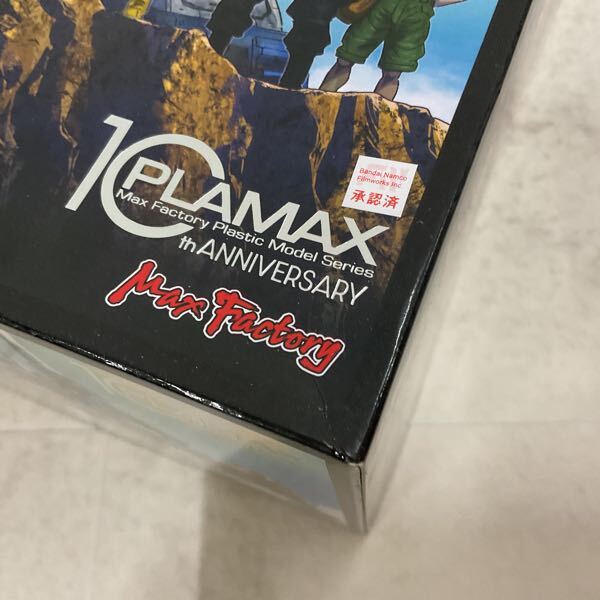 10 PLAMAX
Max Factory Plastic Model Series
th ANNIVERSARY
Max Factory
Bandai Namco
Filmworks Inc.
承認済